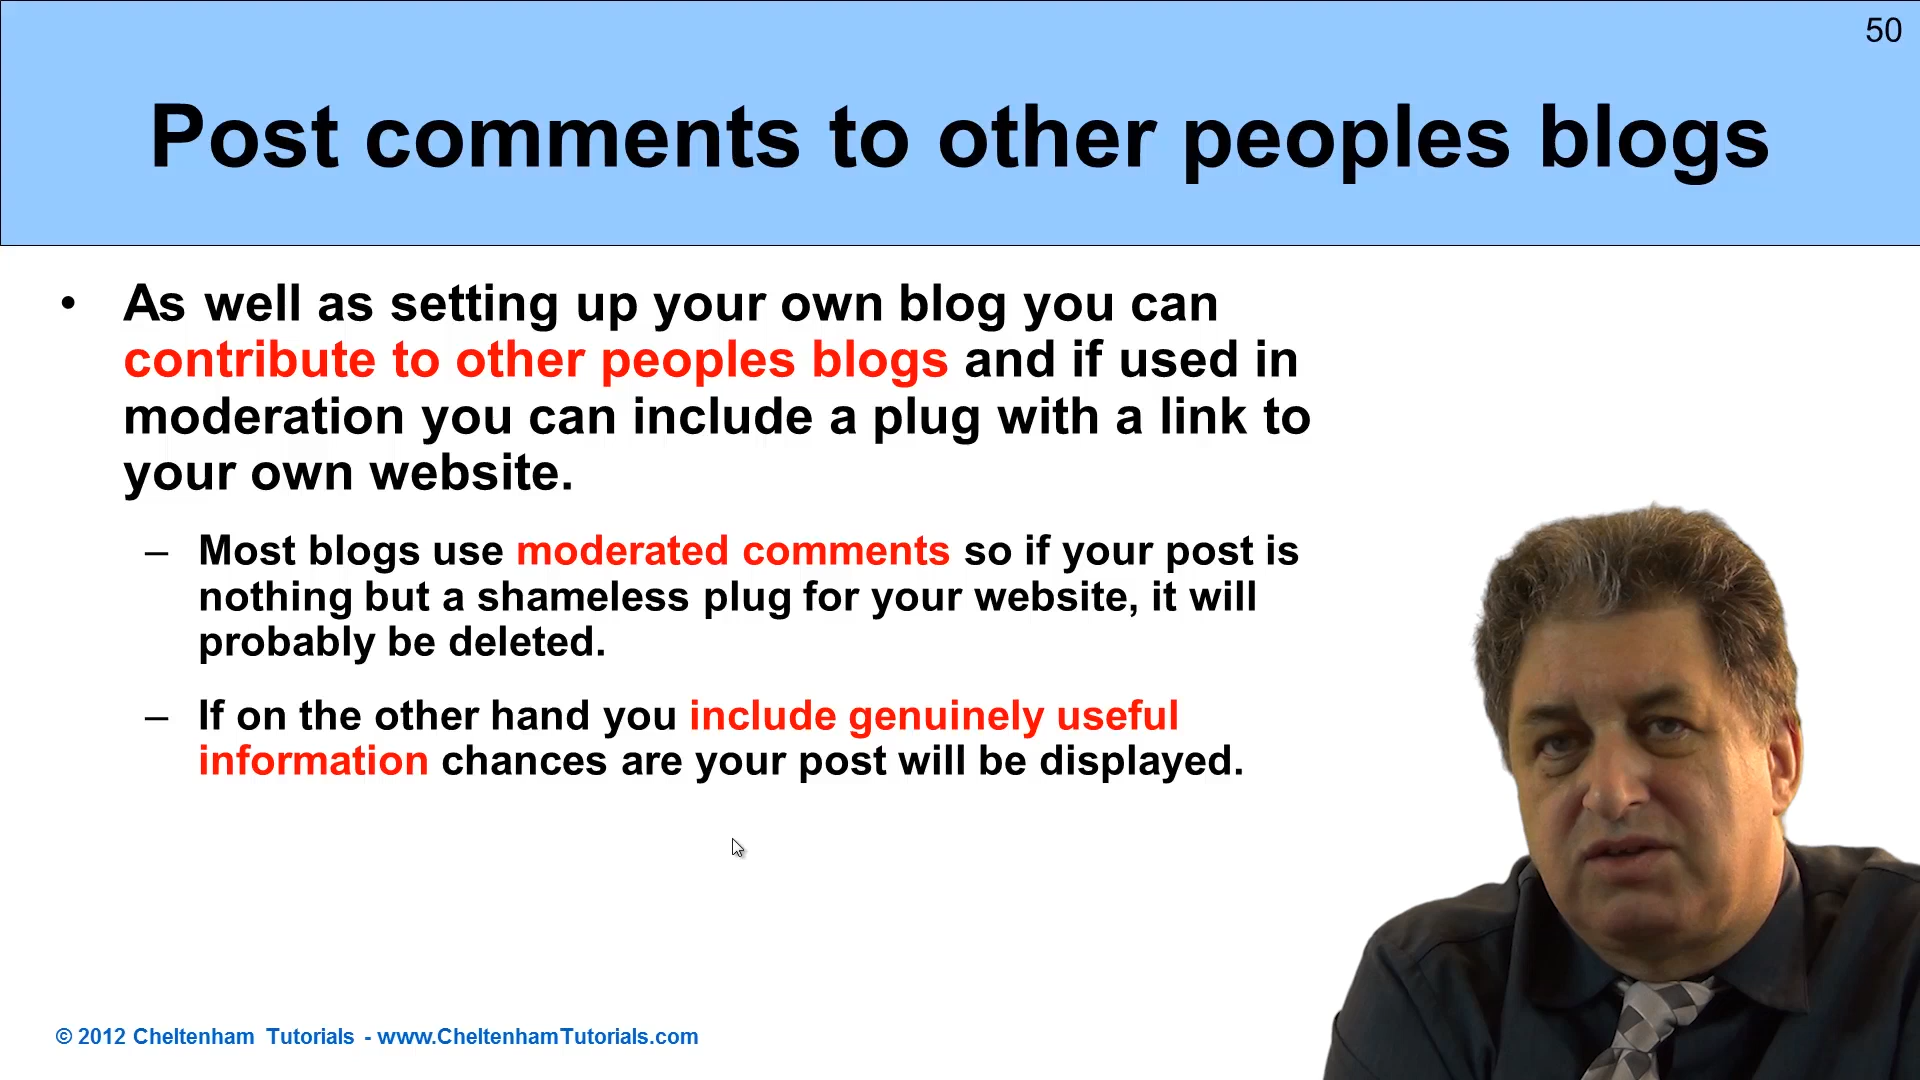 50
Post comments to other peoples blogs
• As well as setting up your own blog you can
contribute to other peoples blogs and if used in
moderation you can include a plug with a link to
your own website.
– Most blogs use moderated comments so if your post is
nothing but a shameless plug for your website, it will
probably be deleted.
– If on the other hand you include genuinely useful
information chances are your post will be displayed.
© 2012 Cheltenham Tutorials - www.CheltenhamTutorials.com